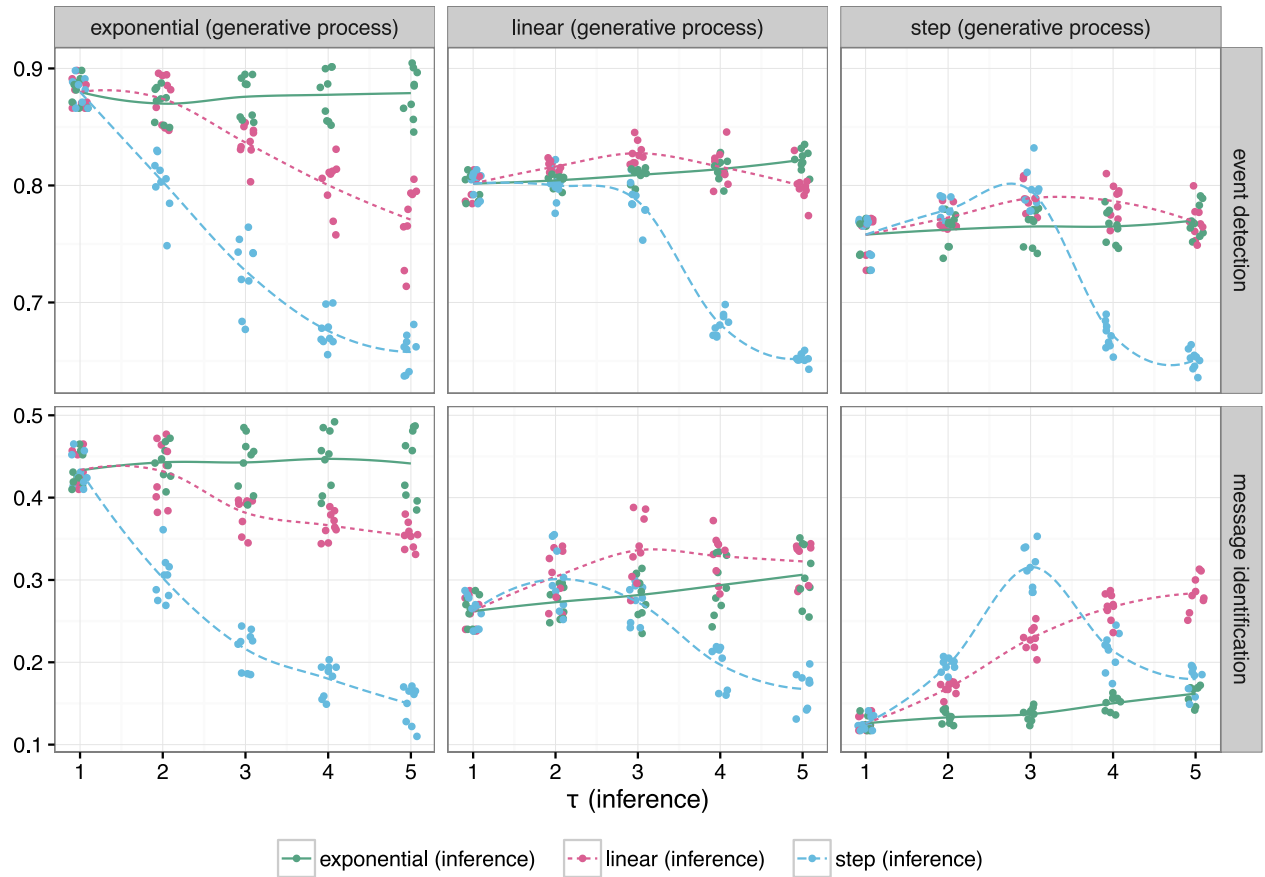 exponential (generative process) linear (generative process) step (generative process)
0.9
0.8
0.7
event detection
0.5
0.4
0.3
0.2
0.1
message identification
1 2 3 4 5 1 2 3 4 5 1 2 3 4 5
τ (inference)
exponential (inference) linear (inference) step (inference)